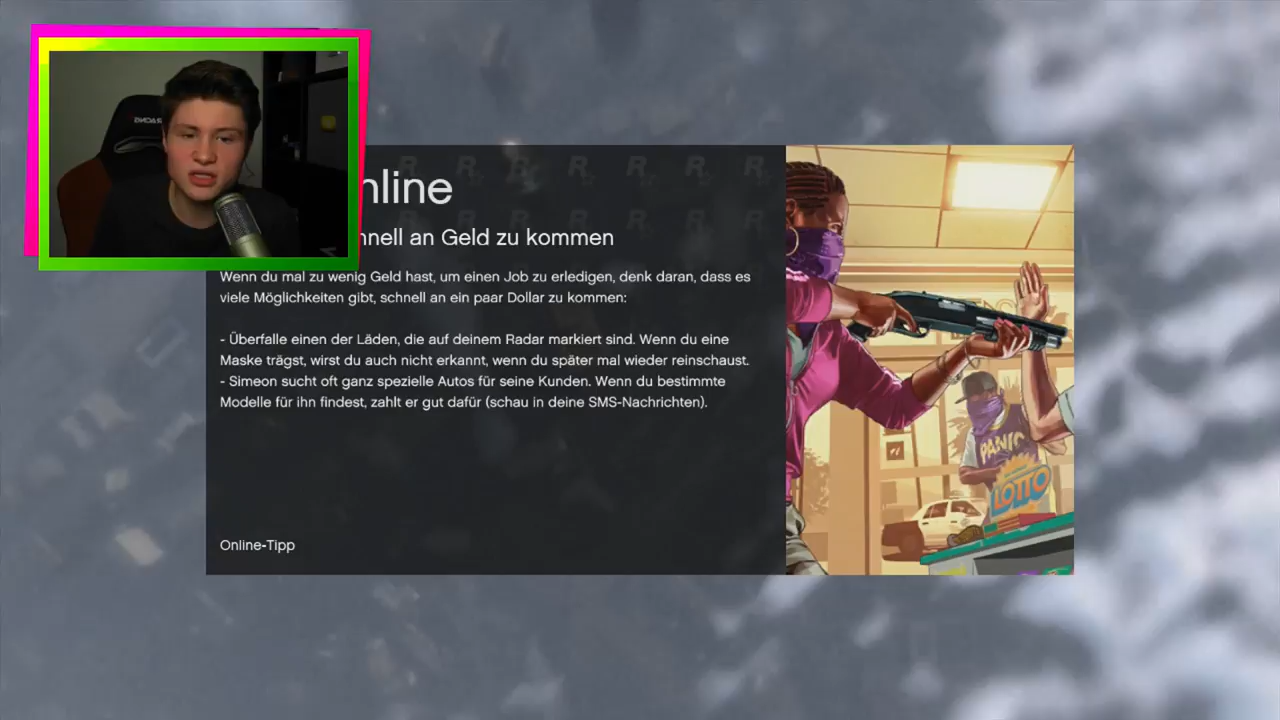 nline
hnell an Geld zu kommen
Wenn du mal zu wenig Geld hast, um einen Job zu erledigen, denk daran, dass es
viele Möglichkeiten gibt, schnell an ein paar Dollar zu kommen:
- Überfalle einen der Läden, die auf deinem Radar markiert sind. Wenn du eine
Maske trägst, wirst du auch nicht erkannt, wenn du später mal wieder reinschaust.
- Simeon sucht oft ganz spezielle Autos für seine Kunden. Wenn du bestimmte
Modelle für ihn findest, zahlt er gut dafür (schau in deine SMS-Nachrichten).
Online-Tipp
PANIC
LOTTO